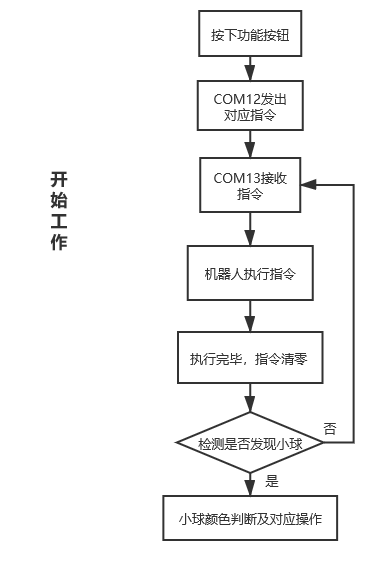 开
始
工
作
按下功能按钮
COM12发出
对应指令
COM13接收
指令
机器人执行指令
执行完毕，指令清零
检测是否发现小球
否
是
小球颜色判断及对应操作